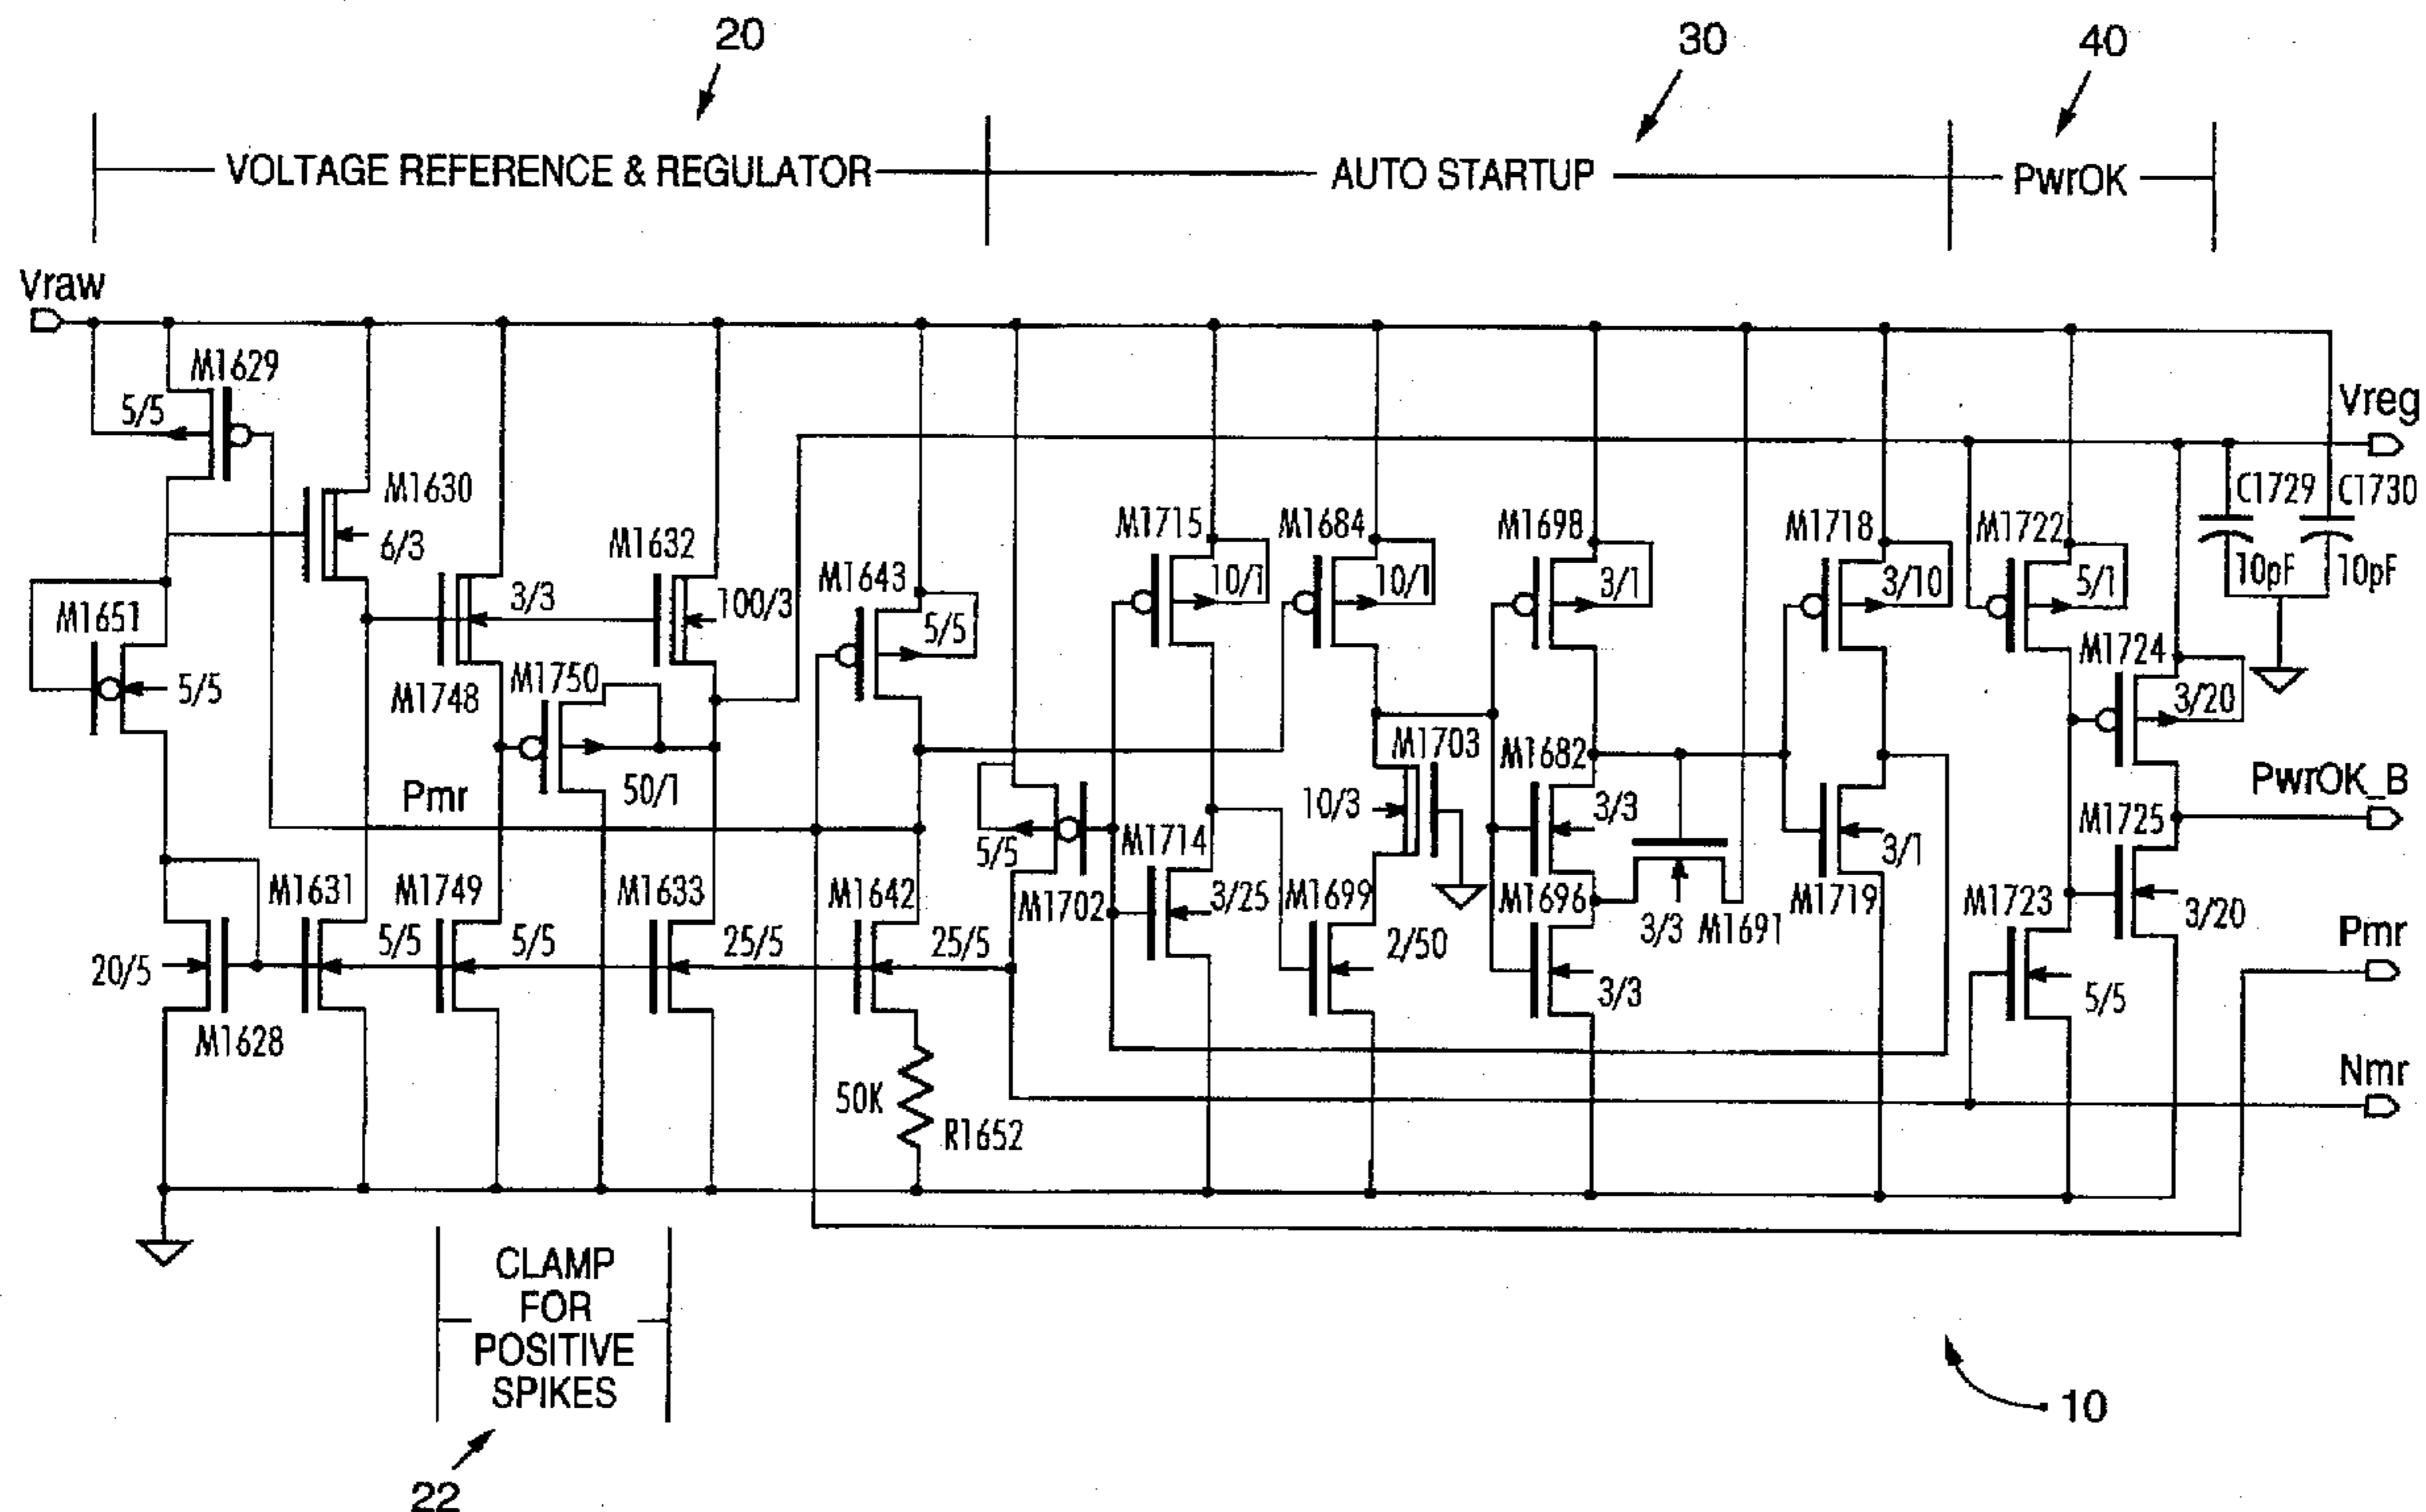 20
30
40
VOLTAGE REFERENCE & REGULATOR
AUTO STARTUP
PwrOK
Vraw
M1629
5/5
Vreg
M1630
6/3
M1632
100/3
M1643
5/5
M1715
10/1
M1684
10/1
M1698
3/1
M1718
3/10
M1722
5/1
C1729
10pF
C1730
10pF
M1651
5/5
3/3
M1748
M1750
50/1
M1724
3/20
Pmr
M1703
10/3
M1682
3/3
PwrOK_B
5/5
M1702
M1714
3/25
M1699
2/50
M1696
3/3
3/3 M1691
M1719
3/1
M1725
3/20
M1723
5/5
Pmr
M1631
5/5
M1749
5/5
M1633
25/5
M1642
25/5
20/5
M1628
50K
R1652
Nmr
CLAMP
FOR
POSITIVE
SPIKES
10
22